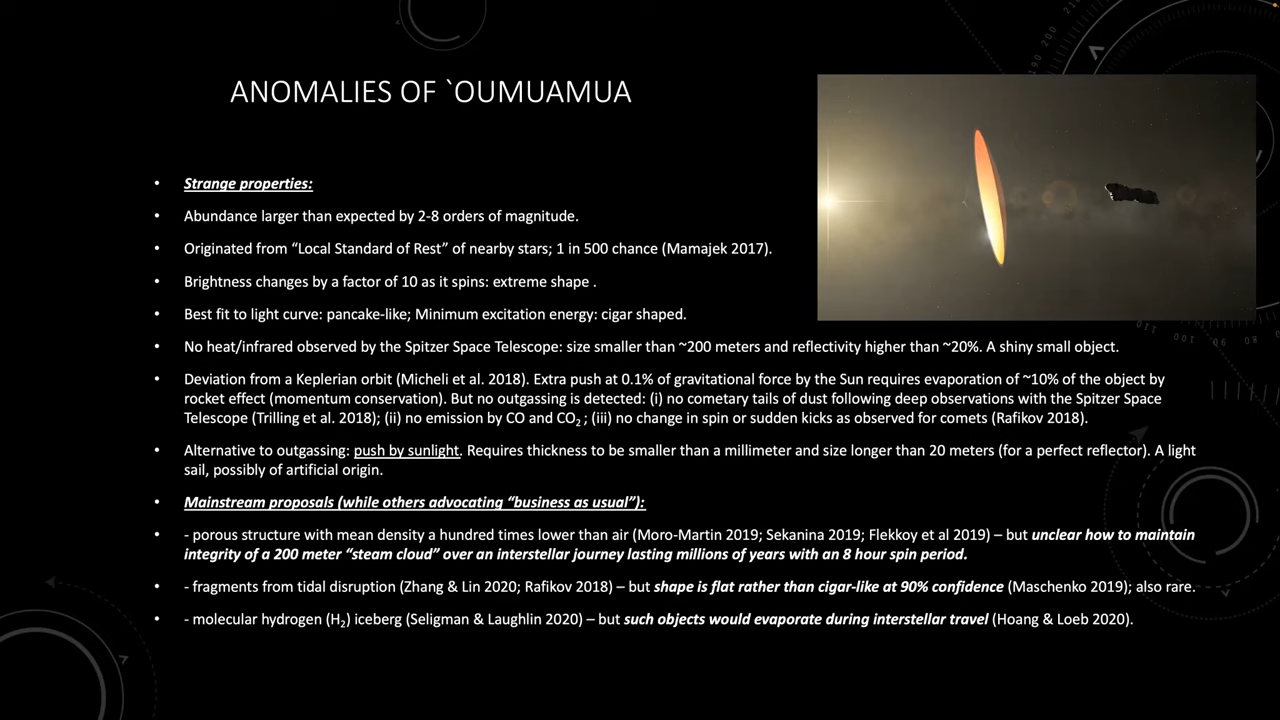 ANOMALIES OF `OUMUAMUA
• Strange properties:
• Abundance larger than expected by 2-8 orders of magnitude.
• Originated from “Local Standard of Rest” of nearby stars; 1 in 500 chance (Mamajek 2017).
• Brightness changes by a factor of 10 as it spins: extreme shape .
• Best fit to light curve: pancake-like; Minimum excitation energy: cigar shaped.
• No heat/infrared observed by the Spitzer Space Telescope: size smaller than ~200 meters and reflectivity higher than ~20%. A shiny small object.
• Deviation from a Keplerian orbit (Micheli et al. 2018). Extra push at 0.1% of gravitational force by the Sun requires evaporation of ~10% of the object by
rocket effect (momentum conservation). But no outgassing is detected: (i) no cometary tails of dust following deep observations with the Spitzer Space
Telescope (Trilling et al. 2018); (ii) no emission by CO and CO₂ ; (iii) no change in spin or sudden kicks as observed for comets (Rafikov 2018).
• Alternative to outgassing: push by sunlight. Requires thickness to be smaller than a millimeter and size longer than 20 meters (for a perfect reflector). A light
sail, possibly of artificial origin.
• Mainstream proposals (while others advocating “business as usual”):
• - porous structure with mean density a hundred times lower than air (Moro-Martin 2019; Sekanina 2019; Flekkoy et al 2019) – but unclear how to maintain
integrity of a 200 meter “steam cloud” over an interstellar journey lasting millions of years with an 8 hour spin period.
• - fragments from tidal disruption (Zhang & Lin 2020; Rafikov 2018) – but shape is flat rather than cigar-like at 90% confidence (Maschenko 2019); also rare.
• - molecular hydrogen (H₂) iceberg (Seligman & Laughlin 2020) – but such objects would evaporate during interstellar travel (Hoang & Loeb 2020).